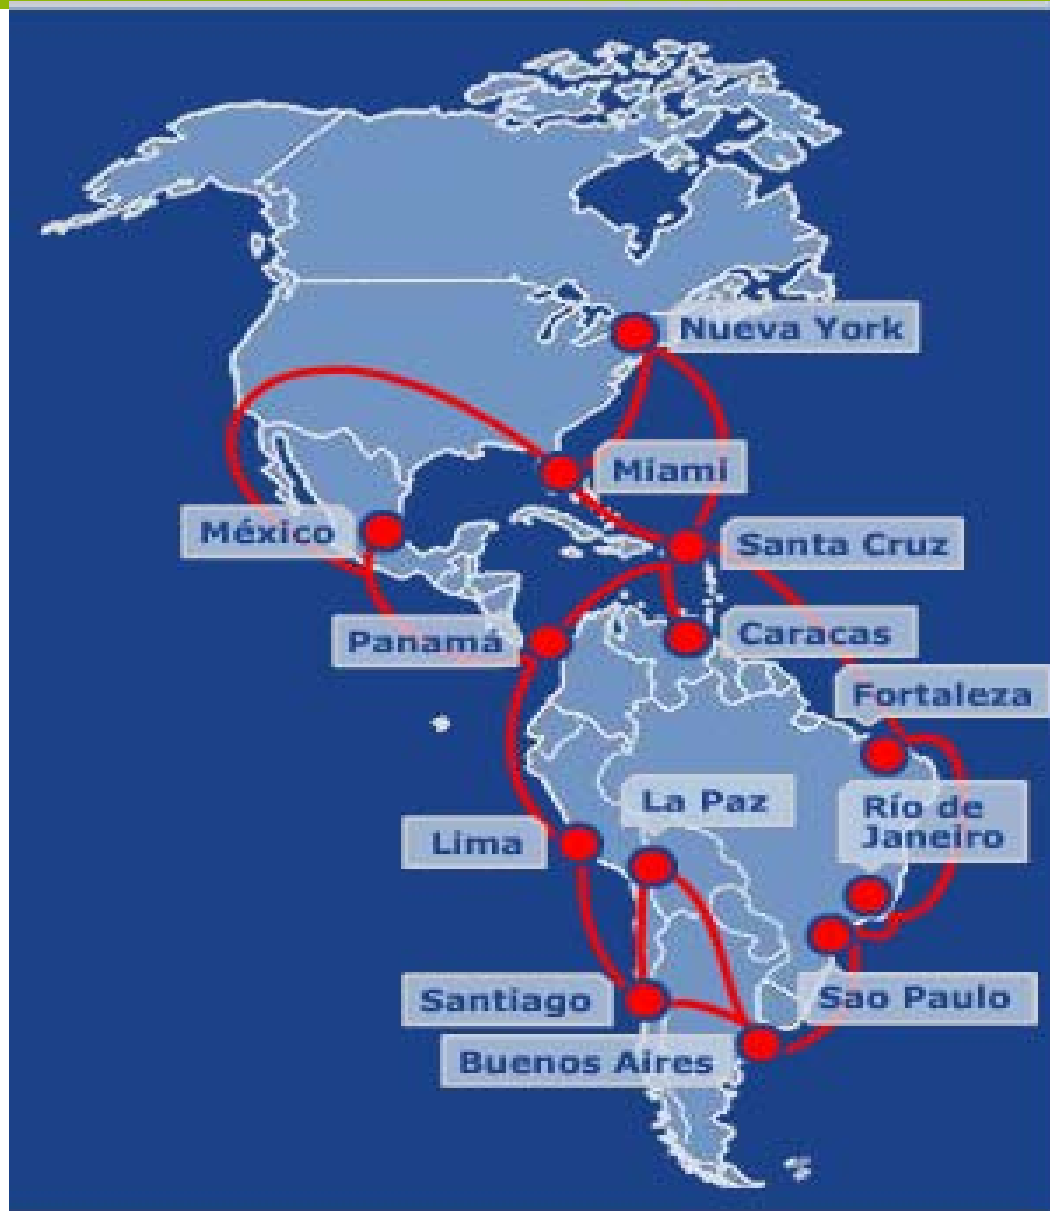 Nueva York
Miami
México
Santa Cruz
Caracas
Panamá
Fortaleza
La Paz
Río de
Janeiro
Lima
Santiago
Sao Paulo
Buenos Aires